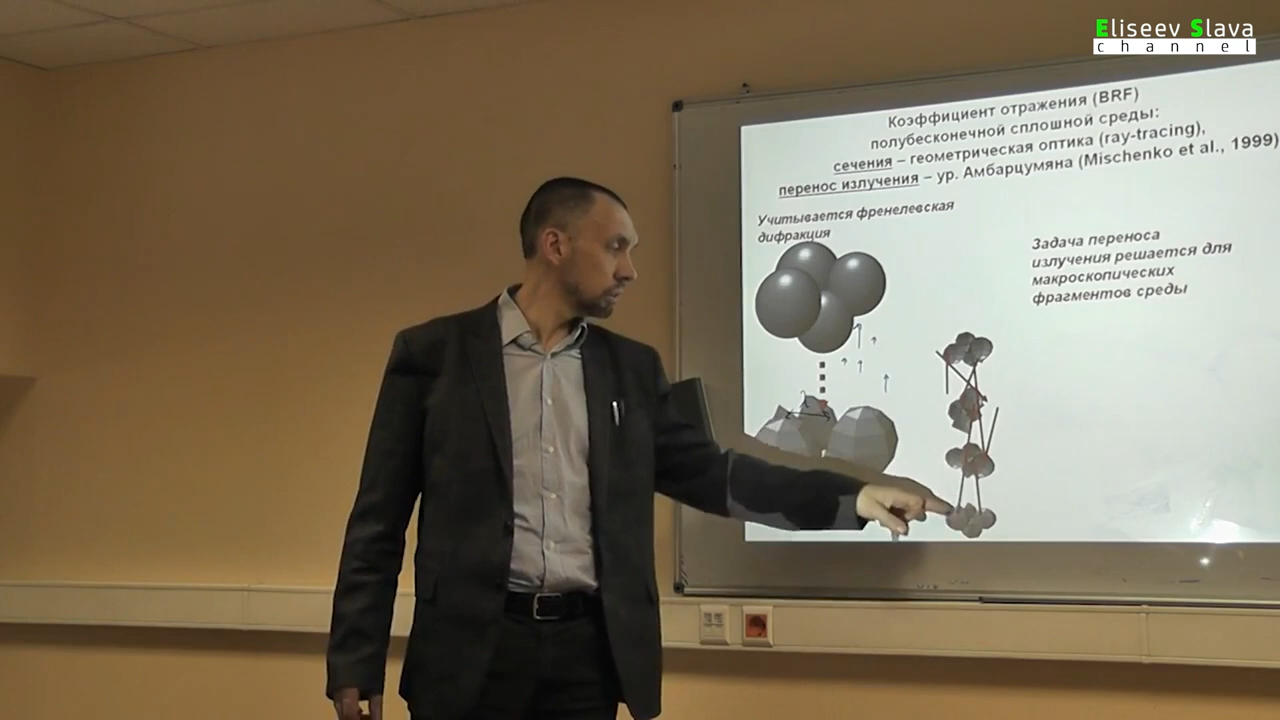 Eliseev Slava
channel
Коэффициент отражения (BRF)
полубесконечной сплошной среды:
сечения – геометрическая оптика (ray-tracing),
перенос излучения – ур. Амбарцумяна (Mischenko et al., 1999)
Учитывается френелевская
дифракция
Задача переноса
излучения решается для
макроскопических
фрагментов среды